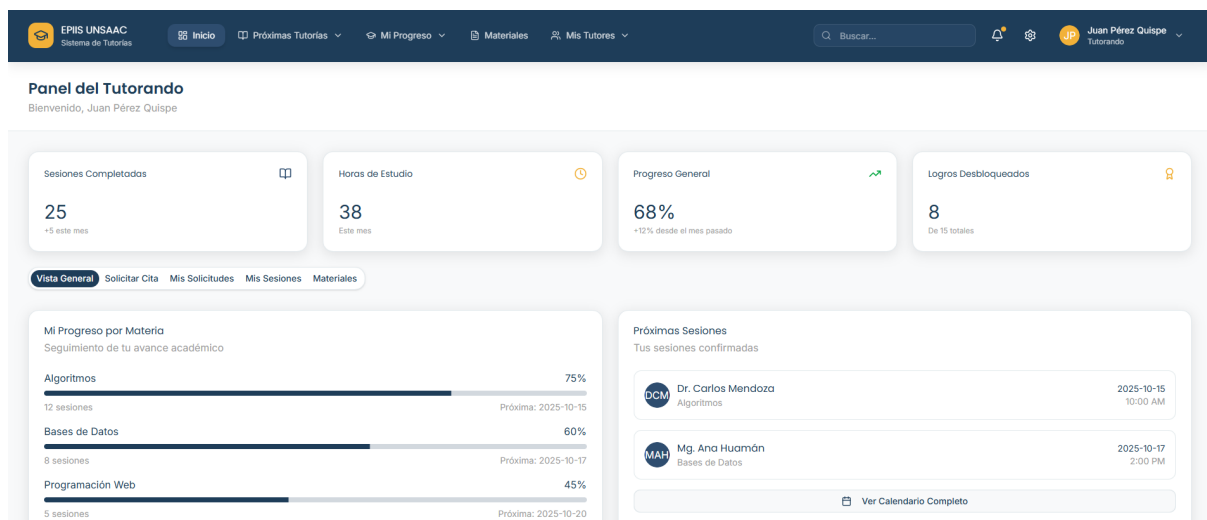 EPIIS UNSAAC
Sistema de Tutorías
Inicio
Próximas Tutorías
Mi Progreso
Materiales
Mis Tutores
Buscar...
JP
Juan Pérez Quispe
Tutorando
Panel del Tutorando
Bienvenido, Juan Pérez Quispe
Sesiones Completadas
25
+5 este mes
Horas de Estudio
38
Este mes
Progreso General
68%
+12% desde el mes pasado
Logros Desbloqueados
8
De 15 totales
Vista General
Solicitar Cita
Mis Solicitudes
Mis Sesiones
Materiales
Mi Progreso por Materia
Seguimiento de tu avance académico
Algoritmos 75%
12 sesiones Próxima: 2025-10-15
Bases de Datos 60%
8 sesiones Próxima: 2025-10-17
Programación Web 45%
5 sesiones Próxima: 2025-10-20
Próximas Sesiones
Tus sesiones confirmadas
DCM
Dr. Carlos Mendoza 2025-10-15
Algoritmos 10:00 AM
MAH
Mg. Ana Huamán 2025-10-17
Bases de Datos 2:00 PM
Ver Calendario Completo